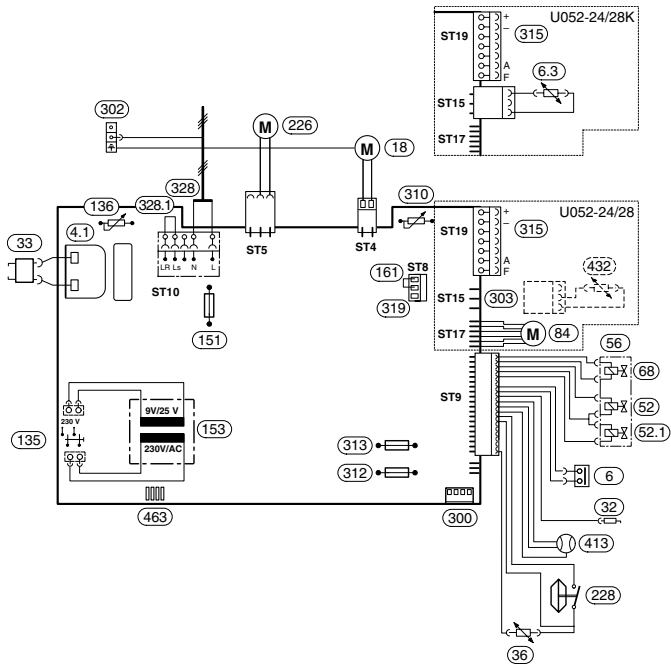 U052-24/28K
+
ST19
315
–
A
F
6.3
ST15
ST17
302
M
226
M
18
328
136
328.1
310
U052-24/28
+
315
–
ST19
33
4.1
A
F
432
LR Ls N L
ST5
ST4
ST8
161
ST10
ST15
303
319
ST17
M
84
151
56
68
ST9
52
9V/25 V
153
230 V
52.1
135
230V/AC
313
312
6
463
300
32
413
228
36